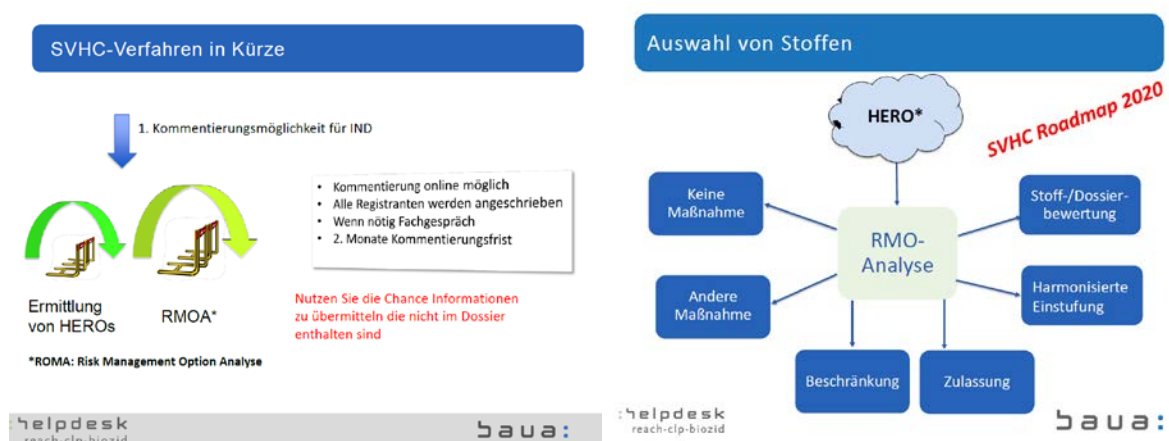 SVHC-Verfahren in Kürze
1. Kommentierungsmöglichkeit für IND
• Kommentierung online möglich
• Alle Registranten werden angeschrieben
• Wenn nötig Fachgespräch
• 2. Monate Kommentierungsfrist
Ermittlung
von HEROs
RMOA*
Nutzen Sie die Chance Informationen
zu übermitteln die nicht im Dossier
enthalten sind
*ROMA: Risk Management Option Analyse
:helpdesk
reach-clp-biozid
baua:
Auswahl von Stoffen
HERO*
SVHC Roadmap 2020
Keine
Maßnahme
Stoff-/Dossier-
bewertung
RMO-
Analyse
Andere
Maßnahme
Harmonisierte
Einstufung
Beschränkung
Zulassung
:helpdesk
reach-clp-biozid
baua: